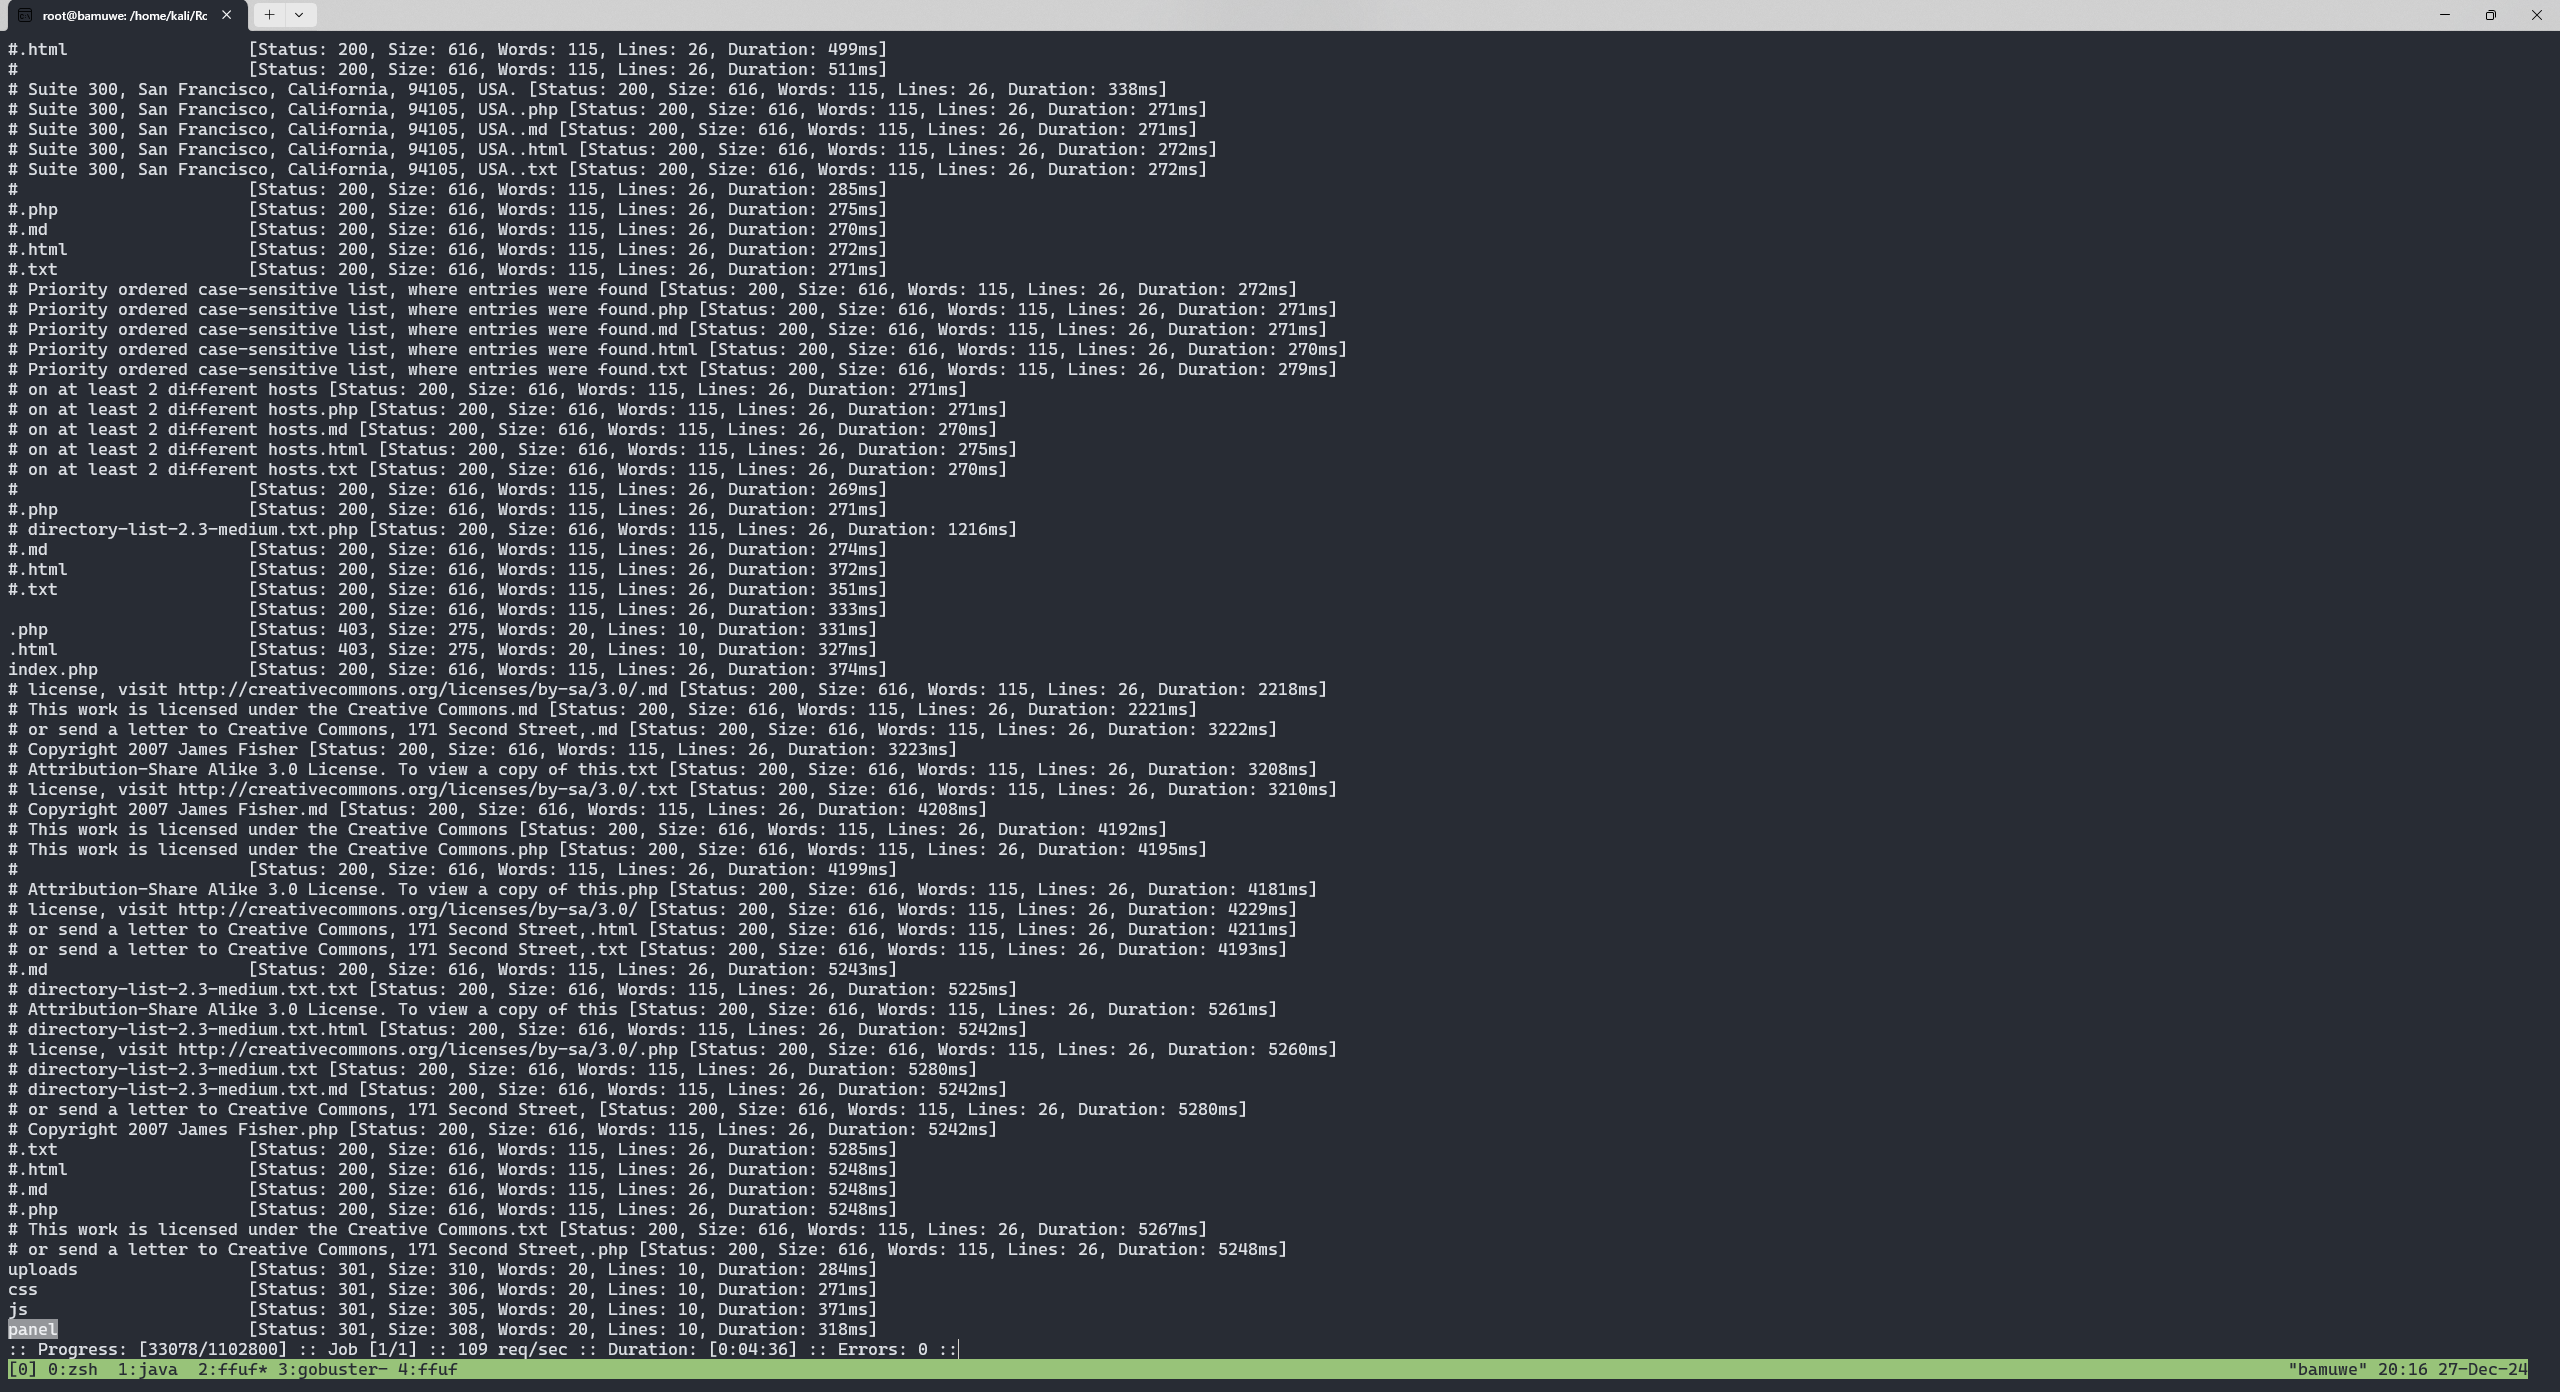 root@bamuwe: /home/kali/Rc
#.html [Status: 200, Size: 616, Words: 115, Lines: 26, Duration: 499ms]
# [Status: 200, Size: 616, Words: 115, Lines: 26, Duration: 511ms]
# Suite 300, San Francisco, California, 94105, USA. [Status: 200, Size: 616, Words: 115, Lines: 26, Duration: 338ms]
# Suite 300, San Francisco, California, 94105, USA..php [Status: 200, Size: 616, Words: 115, Lines: 26, Duration: 271ms]
# Suite 300, San Francisco, California, 94105, USA..md [Status: 200, Size: 616, Words: 115, Lines: 26, Duration: 271ms]
# Suite 300, San Francisco, California, 94105, USA..html [Status: 200, Size: 616, Words: 115, Lines: 26, Duration: 272ms]
# Suite 300, San Francisco, California, 94105, USA..txt [Status: 200, Size: 616, Words: 115, Lines: 26, Duration: 272ms]
# [Status: 200, Size: 616, Words: 115, Lines: 26, Duration: 285ms]
#.php [Status: 200, Size: 616, Words: 115, Lines: 26, Duration: 275ms]
#.md [Status: 200, Size: 616, Words: 115, Lines: 26, Duration: 270ms]
#.html [Status: 200, Size: 616, Words: 115, Lines: 26, Duration: 272ms]
#.txt [Status: 200, Size: 616, Words: 115, Lines: 26, Duration: 271ms]
# Priority ordered case-sensitive list, where entries were found [Status: 200, Size: 616, Words: 115, Lines: 26, Duration: 272ms]
# Priority ordered case-sensitive list, where entries were found.php [Status: 200, Size: 616, Words: 115, Lines: 26, Duration: 271ms]
# Priority ordered case-sensitive list, where entries were found.md [Status: 200, Size: 616, Words: 115, Lines: 26, Duration: 271ms]
# Priority ordered case-sensitive list, where entries were found.html [Status: 200, Size: 616, Words: 115, Lines: 26, Duration: 270ms]
# Priority ordered case-sensitive list, where entries were found.txt [Status: 200, Size: 616, Words: 115, Lines: 26, Duration: 279ms]
# on at least 2 different hosts [Status: 200, Size: 616, Words: 115, Lines: 26, Duration: 271ms]
# on at least 2 different hosts.php [Status: 200, Size: 616, Words: 115, Lines: 26, Duration: 271ms]
# on at least 2 different hosts.md [Status: 200, Size: 616, Words: 115, Lines: 26, Duration: 270ms]
# on at least 2 different hosts.html [Status: 200, Size: 616, Words: 115, Lines: 26, Duration: 275ms]
# on at least 2 different hosts.txt [Status: 200, Size: 616, Words: 115, Lines: 26, Duration: 270ms]
# [Status: 200, Size: 616, Words: 115, Lines: 26, Duration: 269ms]
#.php [Status: 200, Size: 616, Words: 115, Lines: 26, Duration: 271ms]
# directory-list-2.3-medium.txt.php [Status: 200, Size: 616, Words: 115, Lines: 26, Duration: 1216ms]
#.md [Status: 200, Size: 616, Words: 115, Lines: 26, Duration: 274ms]
#.html [Status: 200, Size: 616, Words: 115, Lines: 26, Duration: 372ms]
#.txt [Status: 200, Size: 616, Words: 115, Lines: 26, Duration: 351ms]
[Status: 200, Size: 616, Words: 115, Lines: 26, Duration: 333ms]
.php [Status: 403, Size: 275, Words: 20, Lines: 10, Duration: 331ms]
.html [Status: 403, Size: 275, Words: 20, Lines: 10, Duration: 327ms]
index.php [Status: 200, Size: 616, Words: 115, Lines: 26, Duration: 374ms]
# license, visit http://creativecommons.org/licenses/by-sa/3.0/.md [Status: 200, Size: 616, Words: 115, Lines: 26, Duration: 2218ms]
# This work is licensed under the Creative Commons.md [Status: 200, Size: 616, Words: 115, Lines: 26, Duration: 2221ms]
# or send a letter to Creative Commons, 171 Second Street,.md [Status: 200, Size: 616, Words: 115, Lines: 26, Duration: 3222ms]
# Copyright 2007 James Fisher [Status: 200, Size: 616, Words: 115, Lines: 26, Duration: 3223ms]
# Attribution-Share Alike 3.0 License. To view a copy of this.txt [Status: 200, Size: 616, Words: 115, Lines: 26, Duration: 3208ms]
# license, visit http://creativecommons.org/licenses/by-sa/3.0/.txt [Status: 200, Size: 616, Words: 115, Lines: 26, Duration: 3210ms]
# Copyright 2007 James Fisher.md [Status: 200, Size: 616, Words: 115, Lines: 26, Duration: 4208ms]
# This work is licensed under the Creative Commons [Status: 200, Size: 616, Words: 115, Lines: 26, Duration: 4192ms]
# This work is licensed under the Creative Commons.php [Status: 200, Size: 616, Words: 115, Lines: 26, Duration: 4195ms]
# [Status: 200, Size: 616, Words: 115, Lines: 26, Duration: 4199ms]
# Attribution-Share Alike 3.0 License. To view a copy of this.php [Status: 200, Size: 616, Words: 115, Lines: 26, Duration: 4181ms]
# license, visit http://creativecommons.org/licenses/by-sa/3.0/ [Status: 200, Size: 616, Words: 115, Lines: 26, Duration: 4229ms]
# or send a letter to Creative Commons, 171 Second Street,.html [Status: 200, Size: 616, Words: 115, Lines: 26, Duration: 4211ms]
# or send a letter to Creative Commons, 171 Second Street,.txt [Status: 200, Size: 616, Words: 115, Lines: 26, Duration: 4193ms]
#.md [Status: 200, Size: 616, Words: 115, Lines: 26, Duration: 5243ms]
# directory-list-2.3-medium.txt.txt [Status: 200, Size: 616, Words: 115, Lines: 26, Duration: 5225ms]
# Attribution-Share Alike 3.0 License. To view a copy of this [Status: 200, Size: 616, Words: 115, Lines: 26, Duration: 5261ms]
# directory-list-2.3-medium.txt.html [Status: 200, Size: 616, Words: 115, Lines: 26, Duration: 5242ms]
# license, visit http://creativecommons.org/licenses/by-sa/3.0/.php [Status: 200, Size: 616, Words: 115, Lines: 26, Duration: 5260ms]
# directory-list-2.3-medium.txt [Status: 200, Size: 616, Words: 115, Lines: 26, Duration: 5280ms]
# directory-list-2.3-medium.txt.md [Status: 200, Size: 616, Words: 115, Lines: 26, Duration: 5242ms]
# or send a letter to Creative Commons, 171 Second Street, [Status: 200, Size: 616, Words: 115, Lines: 26, Duration: 5280ms]
# Copyright 2007 James Fisher.php [Status: 200, Size: 616, Words: 115, Lines: 26, Duration: 5242ms]
#.txt [Status: 200, Size: 616, Words: 115, Lines: 26, Duration: 5285ms]
#.html [Status: 200, Size: 616, Words: 115, Lines: 26, Duration: 5248ms]
#.md [Status: 200, Size: 616, Words: 115, Lines: 26, Duration: 5248ms]
#.php [Status: 200, Size: 616, Words: 115, Lines: 26, Duration: 5248ms]
# This work is licensed under the Creative Commons.txt [Status: 200, Size: 616, Words: 115, Lines: 26, Duration: 5267ms]
# or send a letter to Creative Commons, 171 Second Street,.php [Status: 200, Size: 616, Words: 115, Lines: 26, Duration: 5248ms]
uploads [Status: 301, Size: 310, Words: 20, Lines: 10, Duration: 284ms]
css [Status: 301, Size: 306, Words: 20, Lines: 10, Duration: 271ms]
js [Status: 301, Size: 305, Words: 20, Lines: 10, Duration: 371ms]
panel [Status: 301, Size: 308, Words: 20, Lines: 10, Duration: 318ms]
:: Progress: [33078/1102800] :: Job [1/1] :: 109 req/sec :: Duration: [0:04:36] :: Errors: 0 ::
[0] 0:zsh 1:java 2:ffuf* 3:gobuster- 4:ffuf "bamuwe" 20:16 27-Dec-24